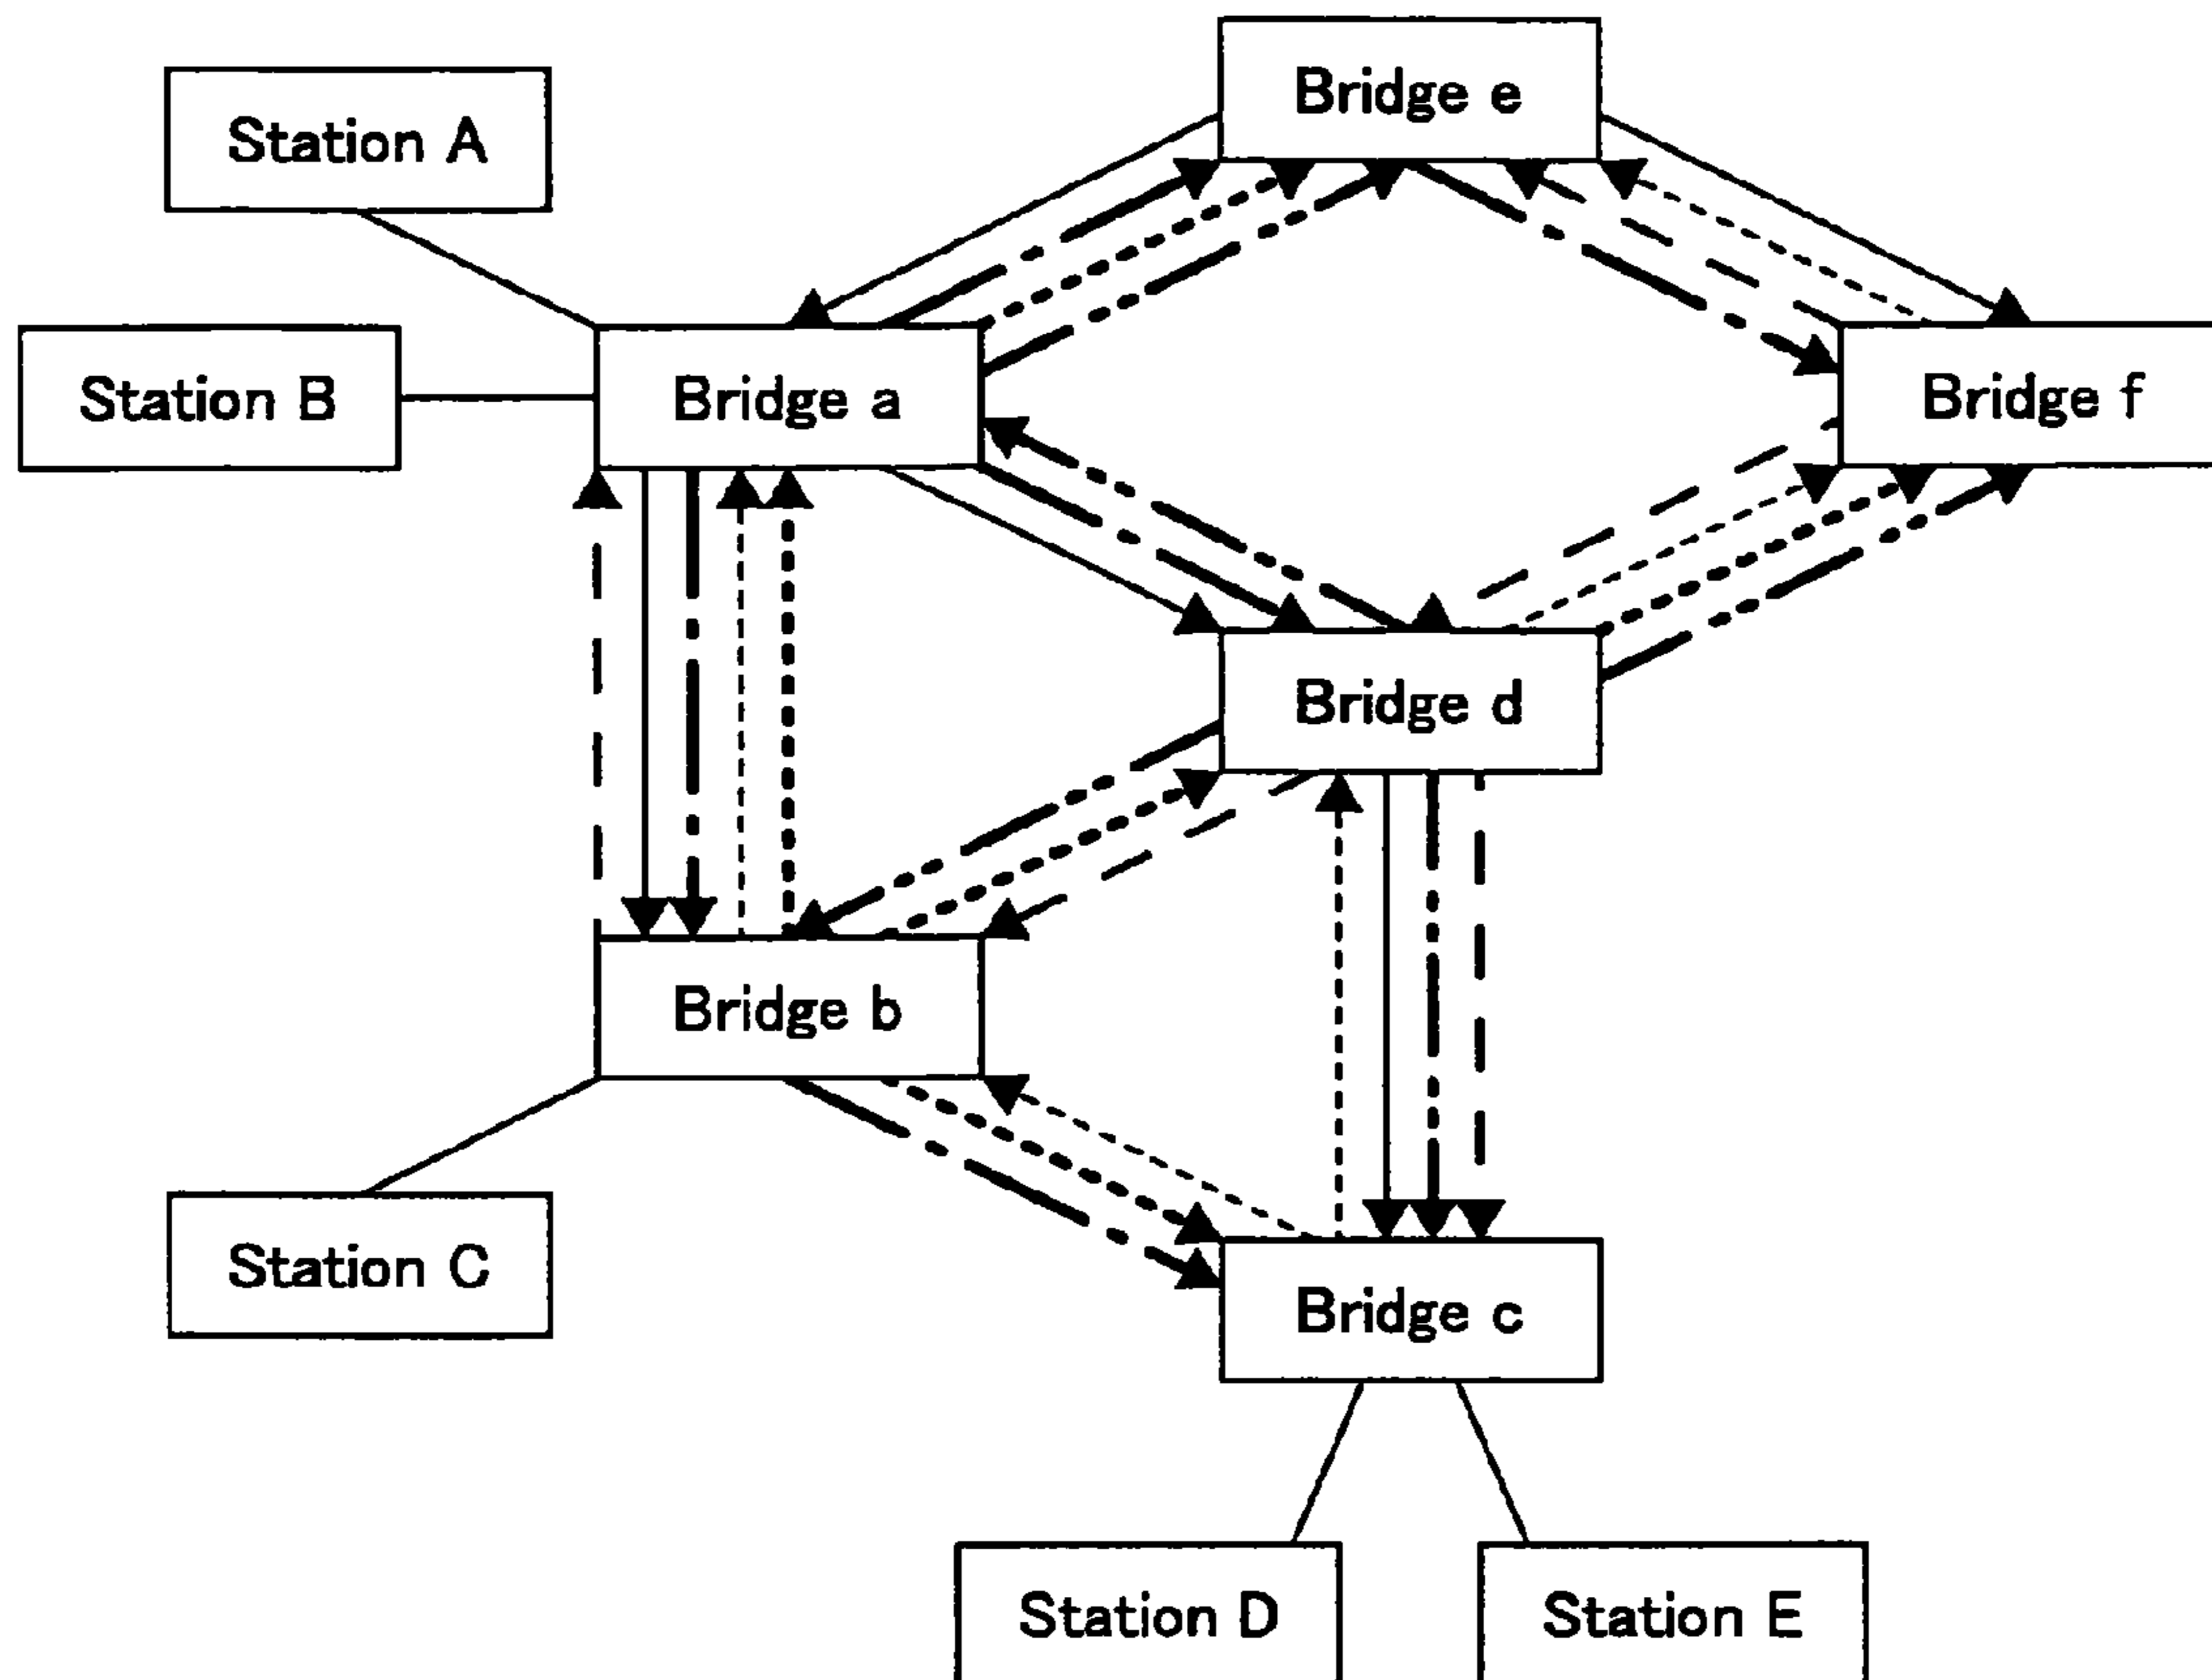 Bridge e
Station A
Station B
Bridge a
Bridge f
Bridge d
Bridge b
Station C
Bridge c
Station D
Station E